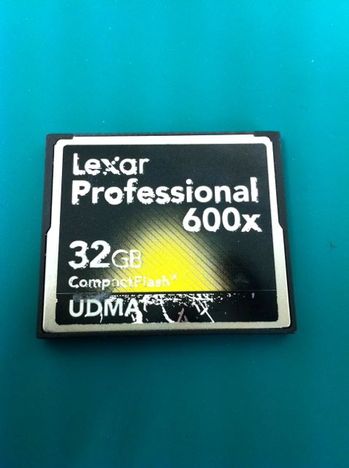 Lexar
Professional
600x
32GB
CompactFlash
UDMA